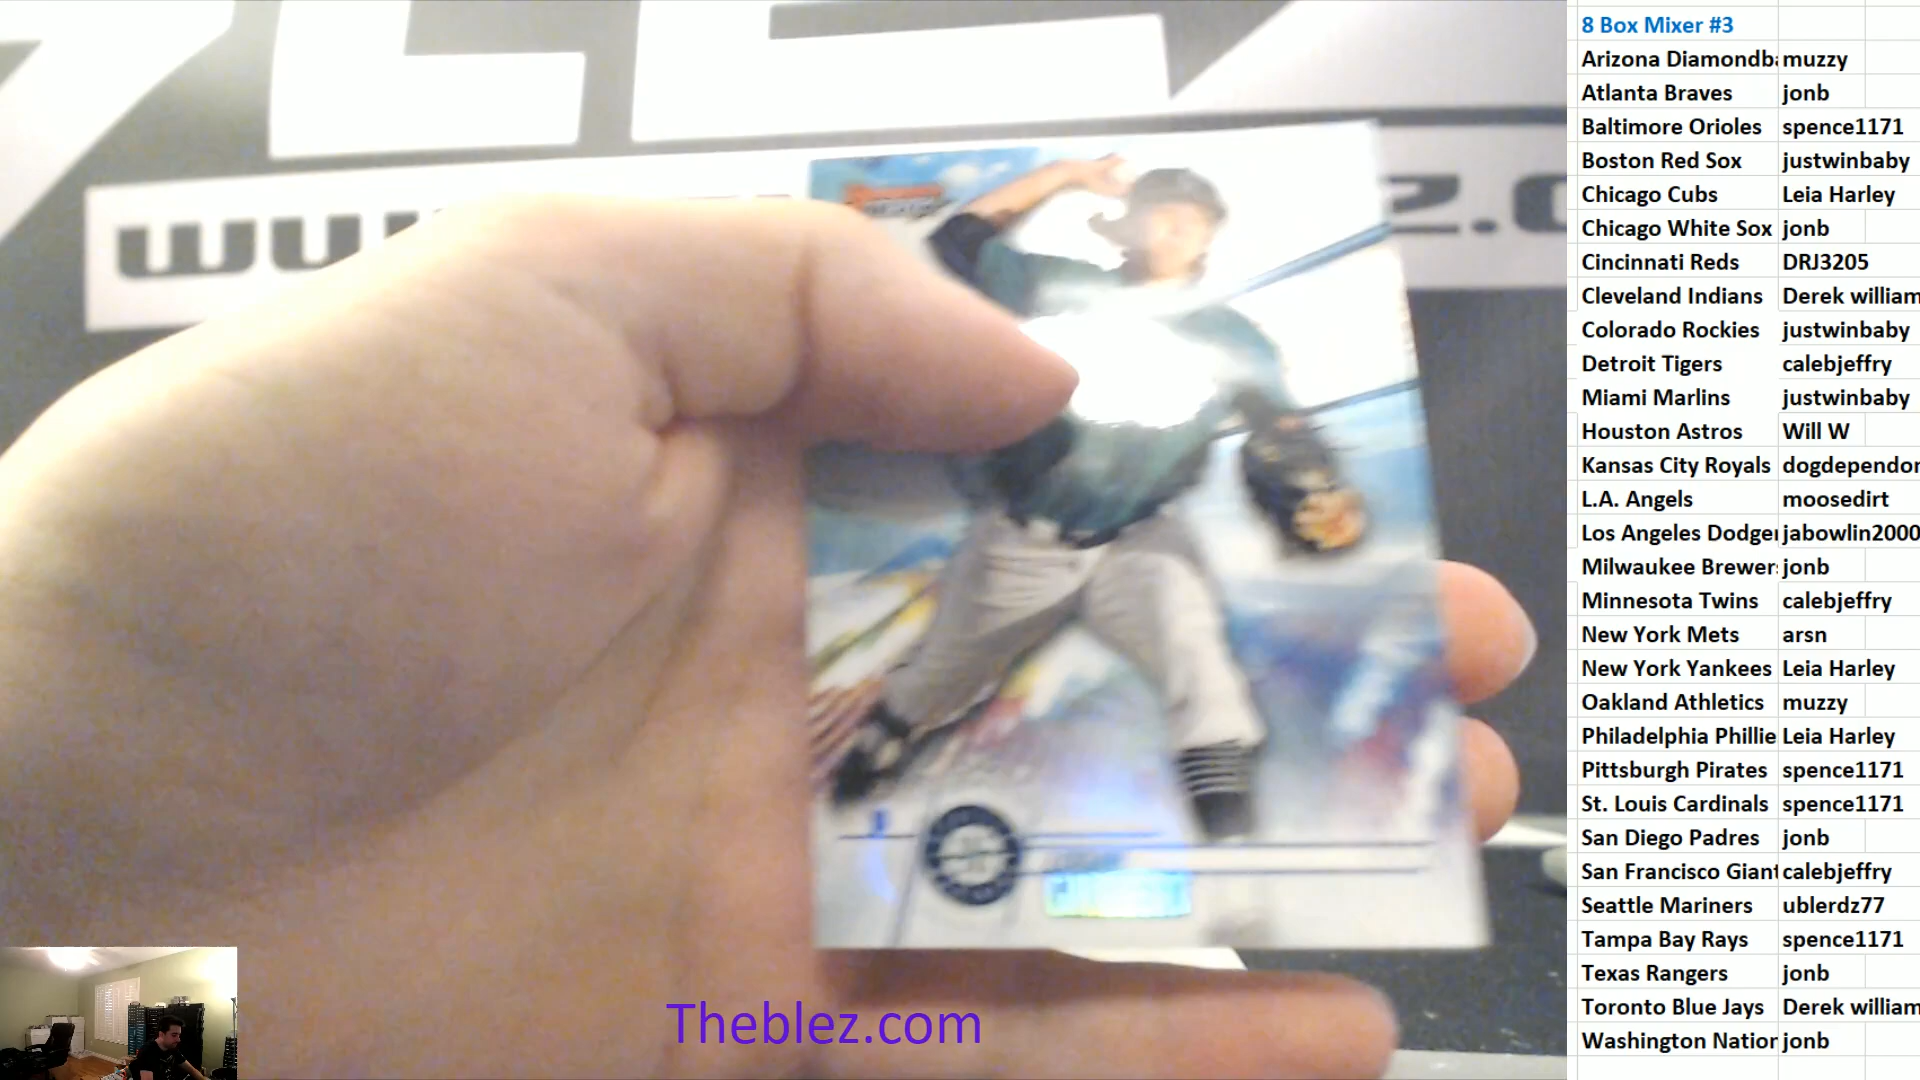 8 Box Mixer #3
Arizona Diamondba muzzy
Atlanta Braves jonb
Baltimore Orioles spence1171
Boston Red Sox justwinbaby
Chicago Cubs Leia Harley
Chicago White Sox jonb
Cincinnati Reds DRJ3205
Cleveland Indians Derek william
Colorado Rockies justwinbaby
Detroit Tigers calebjeffry
Miami Marlins justwinbaby
Houston Astros Will W
Kansas City Royals dogdependon
L.A. Angels moosedirt
Los Angeles Dodger jabowlin2000
Milwaukee Brewers jonb
Minnesota Twins calebjeffry
New York Mets arsn
New York Yankees Leia Harley
Oakland Athletics muzzy
Philadelphia Phillie Leia Harley
Pittsburgh Pirates spence1171
St. Louis Cardinals spence1171
San Diego Padres jonb
San Francisco Giant calebjeffry
Seattle Mariners ublerdz77
Tampa Bay Rays spence1171
Texas Rangers jonb
Toronto Blue Jays Derek william
Washington Nation jonb
Theblez.com